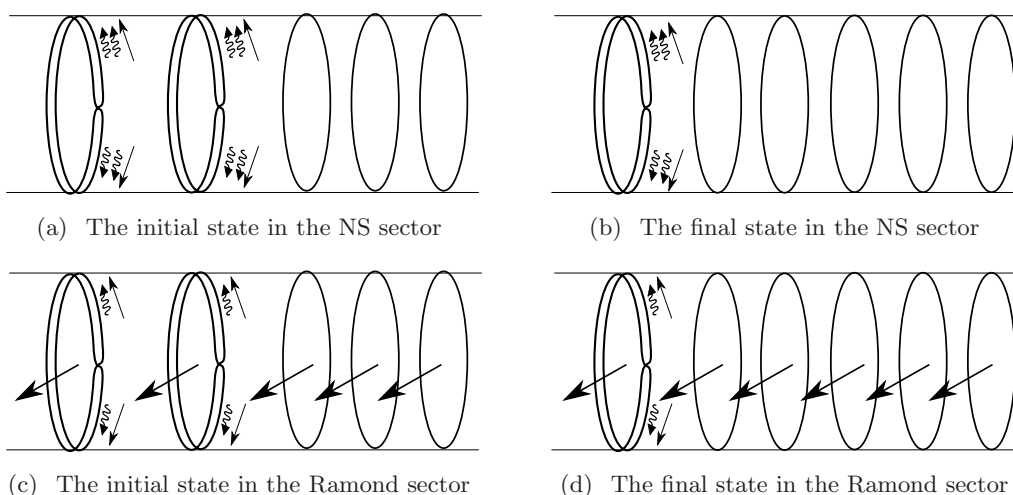 (a) The initial state in the NS sector
(b) The final state in the NS sector
(c) The initial state in the Ramond sector
(d) The final state in the Ramond sector